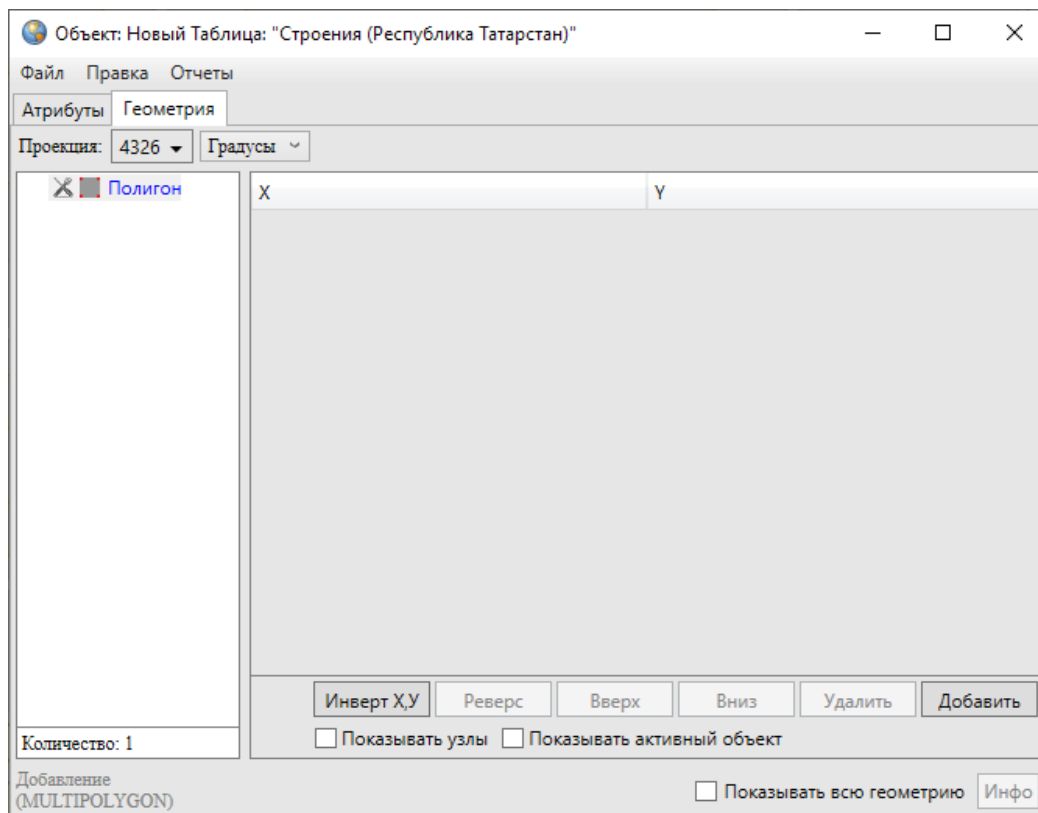 Объект: Новый Таблица: "Строения (Республика Татарстан)"
Файл Правка Отчеты
Атрибуты Геометрия
Проекция: 4326 Градусы
Полигон
X Y
Инверт X,У Реверс Вверх Вниз Удалить Добавить
Показывать узлы Показывать активный объект
Количество: 1
Добавление
(MULTIPOLYGON)
Показывать всю геометрию Инфо